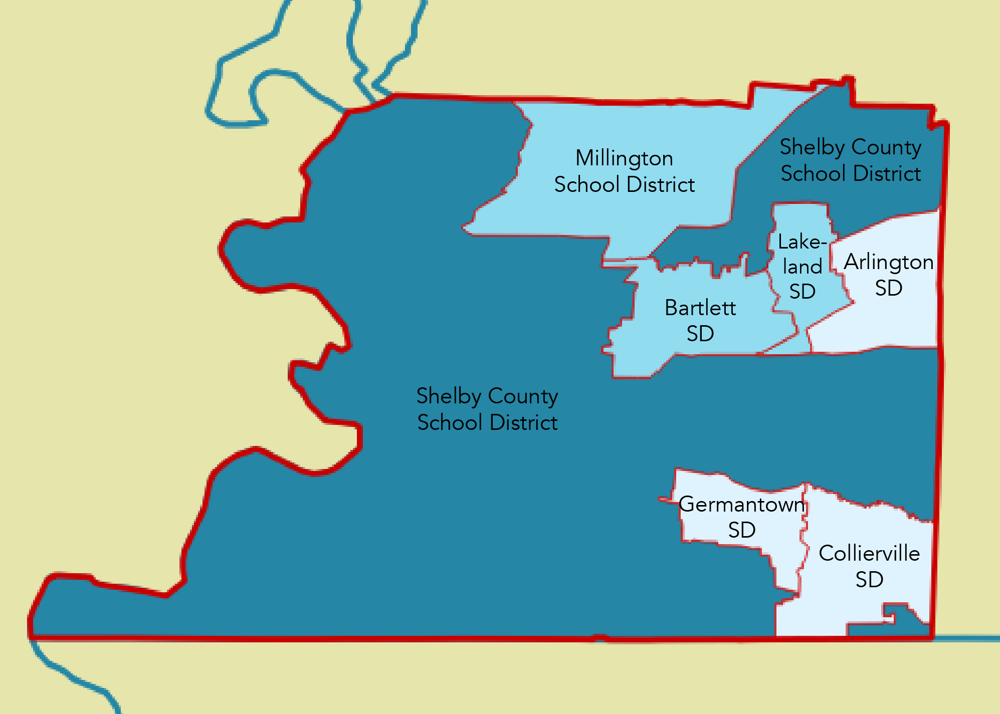 Millington
School District
Shelby County
School District
Lake-
land
SD
Arlington
SD
Bartlett
SD
Shelby County
School District
Germantown
SD
Collierville
SD